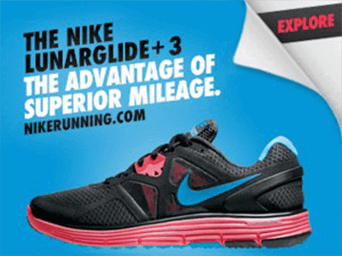 EXPLORE
THE NIKE
LUNARGLIDE+ 3
THE ADVANTAGE OF
SUPERIOR MILEAGE.
NIKERUNNING.COM